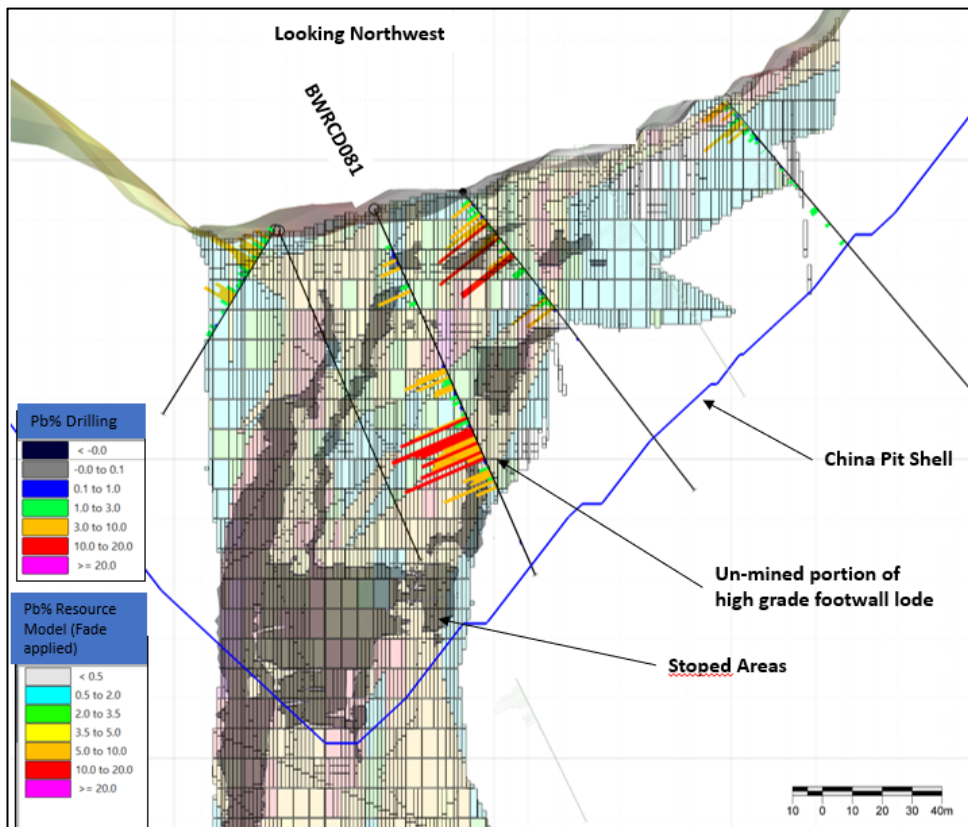 Looking Northwest
BWRCD081
China Pit Shell
Un-mined portion of
high grade footwall lode
Stoped Areas
Pb% Drilling
< -0.0
-0.0 to 0.1
0.1 to 1.0
1.0 to 3.0
3.0 to 10.0
10.0 to 20.0
>= 20.0
Pb% Resource
Model (Fade
applied)
< 0.5
0.5 to 2.0
2.0 to 3.5
3.5 to 5.0
5.0 to 10.0
10.0 to 20.0
>= 20.0
10 0 10 20 30 40m